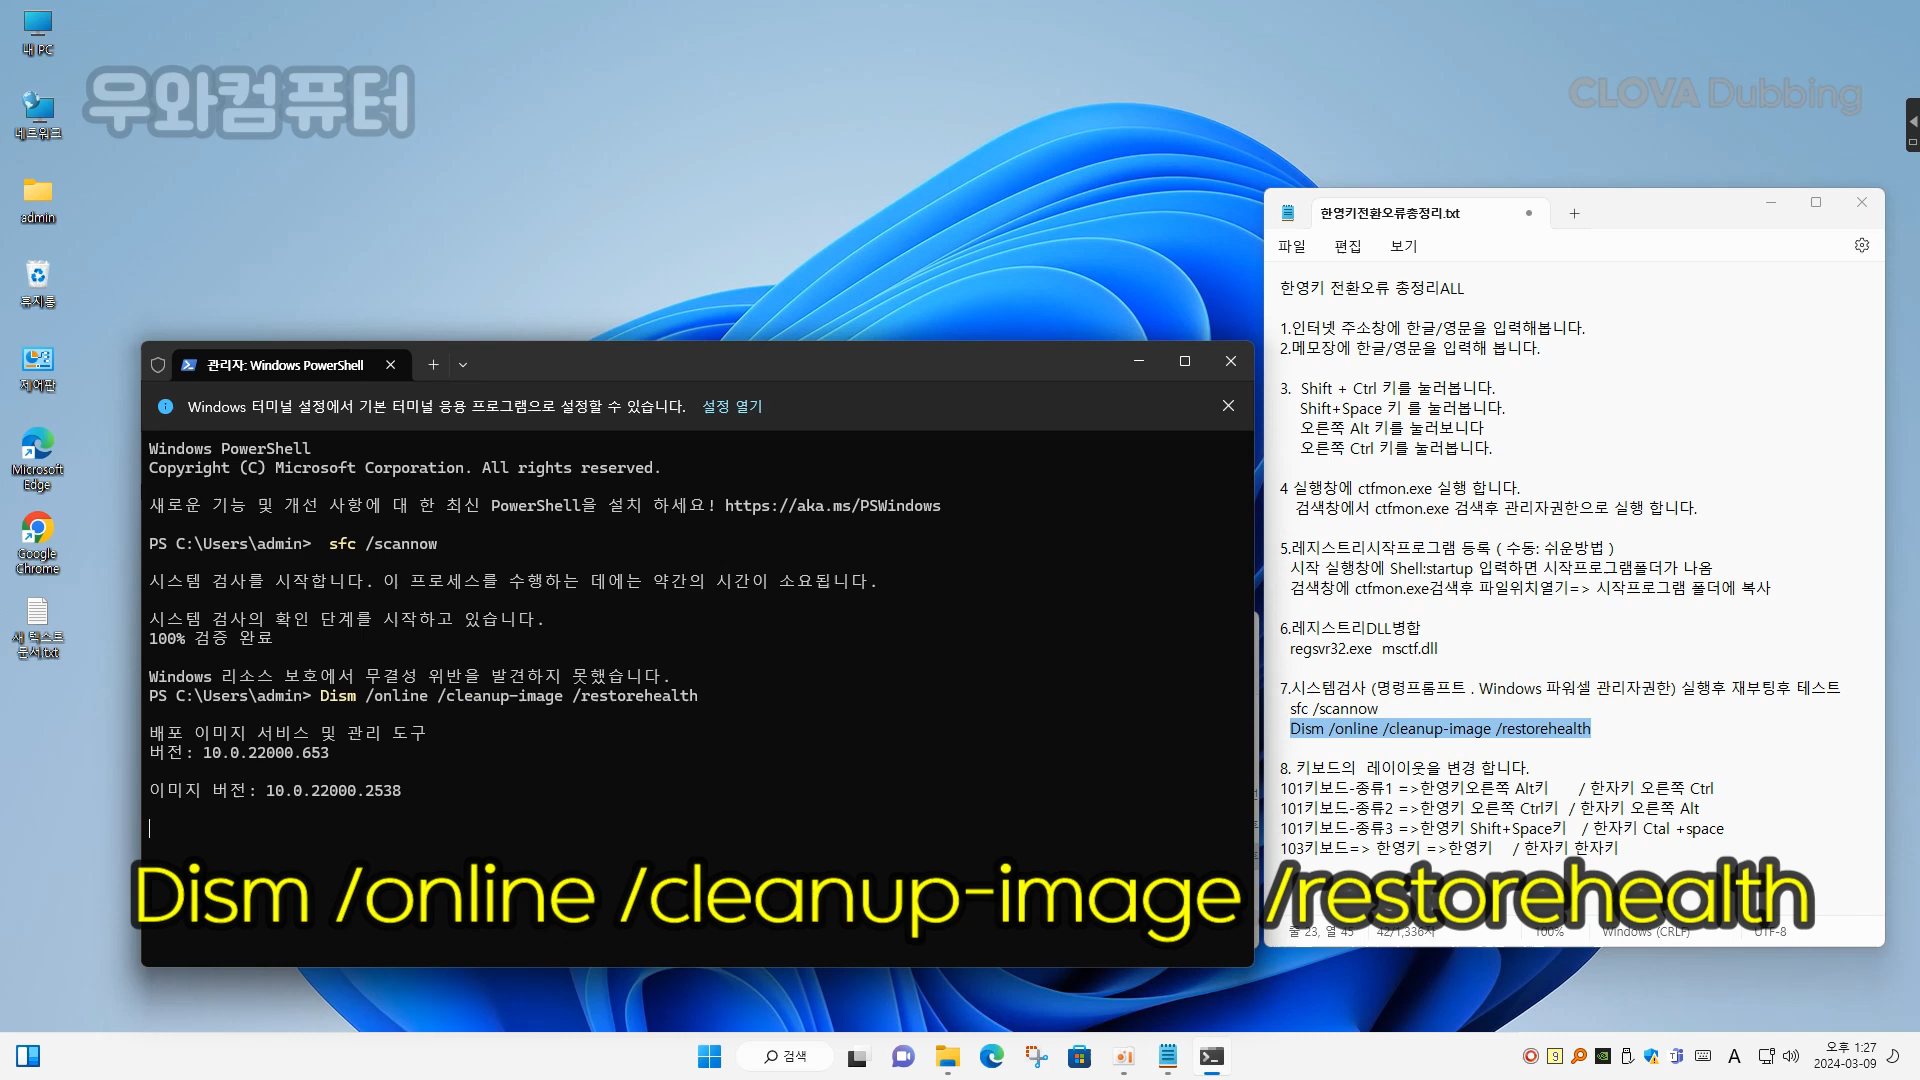 내 PC
네트워크
admin
휴지통
제어판
Microsoft
Edge
Google
Chrome
새 텍스트
문서.txt
우와컴퓨터
CLOVA Dubbing
관리자: Windows PowerShell
Windows 터미널 설정에서 기본 터미널 응용 프로그램으로 설정할 수 있습니다. 설정 열기
Windows PowerShell
Copyright (C) Microsoft Corporation. All rights reserved.
새로운 기능 및 개선 사항에 대 한 최신 PowerShell을 설치 하세요! https://aka.ms/PSWindows
PS C:\Users\admin>  sfc /scannow
시스템 검사를 시작합니다. 이 프로세스를 수행하는 데에는 약간의 시간이 소요됩니다.
시스템 검사의 확인 단계를 시작하고 있습니다.
100% 검증 완료
Windows 리소스 보호에서 무결성 위반을 발견하지 못했습니다.
PS C:\Users\admin> Dism /online /cleanup-image /restorehealth
배포 이미지 서비스 및 관리 도구
버전: 10.0.22000.653
이미지 버전: 10.0.22000.2538
한영키전환오류총정리.txt
파일 편집 보기
한영키 전환오류 총정리ALL
1.인터넷 주소창에 한글/영문을 입력해봅니다.
2.메모장에 한글/영문을 입력해 봅니다.
3. Shift + Ctrl 키를 눌러봅니다.
Shift+Space 키 를 눌러봅니다.
오른쪽 Alt 키를 눌러보니다
오른쪽 Ctrl 키를 눌러봅니다.
4 실행창에 ctfmon.exe 실행 합니다.
검색창에서 ctfmon.exe 검색후 관리자권한으로 실행 합니다.
5.레지스트리시작프로그램 등록 ( 수동: 쉬운방법 )
시작 실행창에 Shell:startup 입력하면 시작프로그램폴더가 나옴
검색창에 ctfmon.exe검색후 파일위치열기=> 시작프로그램 폴더에 복사
6.레지스트리DLL병합
regsvr32.exe msctf.dll
7.시스템검사 (명령프롬프트 . Windows 파워셀 관리자권한) 실행후 재부팅후 테스트
sfc /scannow
Dism /online /cleanup-image /restorehealth
8. 키보드의 레이이웃을 변경 합니다.
101키보드-종류1 =>한영키오른쪽 Alt키 / 한자키 오른쪽 Ctrl
101키보드-종류2 =>한영키 오른쪽 Ctrl키 / 한자키 오른쪽 Alt
101키보드-종류3 =>한영키 Shift+Space키 / 한자키 Ctal +space
103키보드=> 한영키 =>한영키 / 한자키 한자키
줄 23, 열 45 42/1,336자 100% Windows (CRLF) UTF-8
Dism /online /cleanup-image /restorehealth
검색
9
A
오후 1:27
2024-03-09